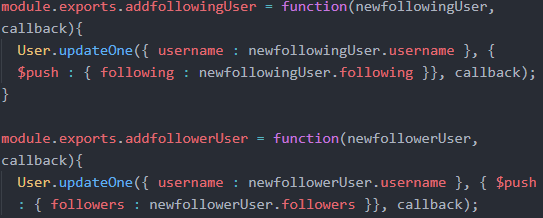 module.exports.addfollowingUser = function(newfollowingUser,
callback){
  User.updateOne({ username : newfollowingUser.username }, {
  $push : { following : newfollowingUser.following }}, callback);
}

module.exports.addfollowerUser = function(newfollowerUser,
callback){
  User.updateOne({ username : newfollowerUser.username }, { $push
  : { followers : newfollowerUser.followers }}, callback);